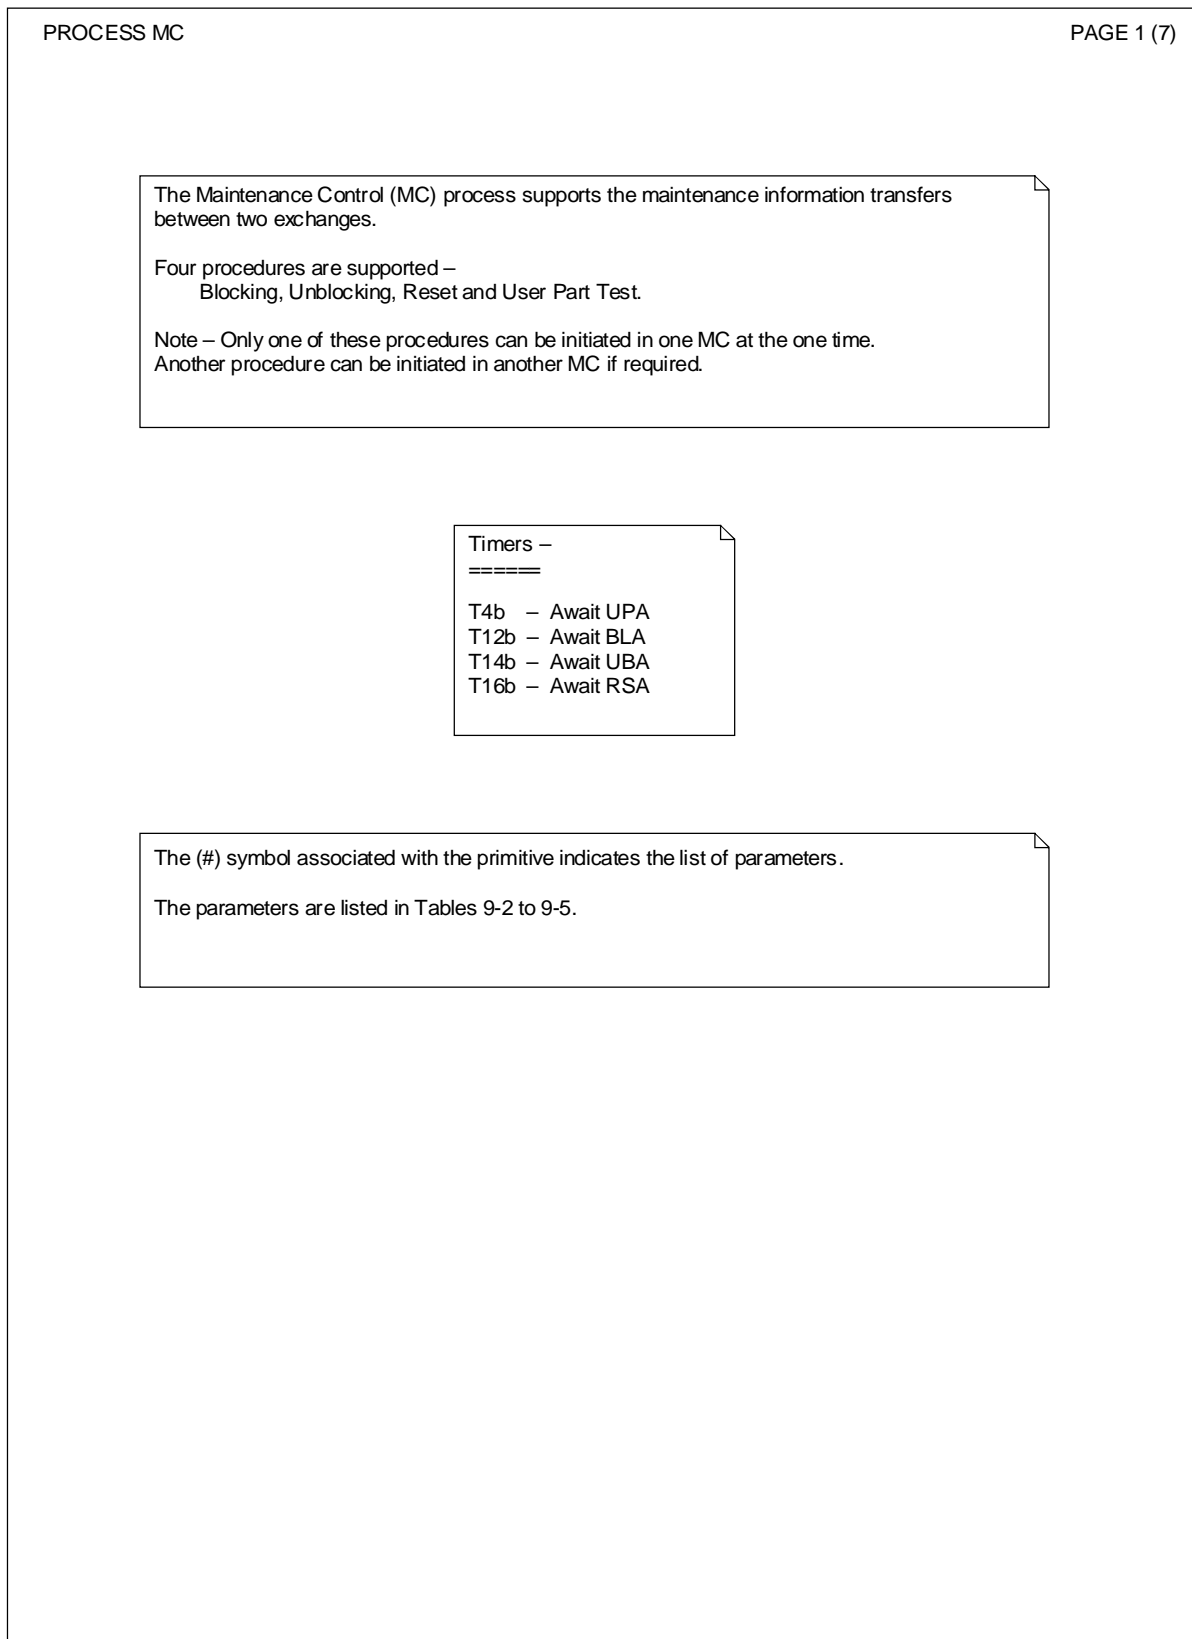 PROCESS MC PAGE 1 (7)
The Maintenance Control (MC) process supports the maintenance information transfers
between two exchanges.
Four procedures are supported –
Blocking, Unblocking, Reset and User Part Test.
Note – Only one of these procedures can be initiated in one MC at the one time.
Another procedure can be initiated in another MC if required.
Timers –
======
T4b – Await UPA
T12b – Await BLA
T14b – Await UBA
T16b – Await RSA
The (#) symbol associated with the primitive indicates the list of parameters.
The parameters are listed in Tables 9-2 to 9-5.